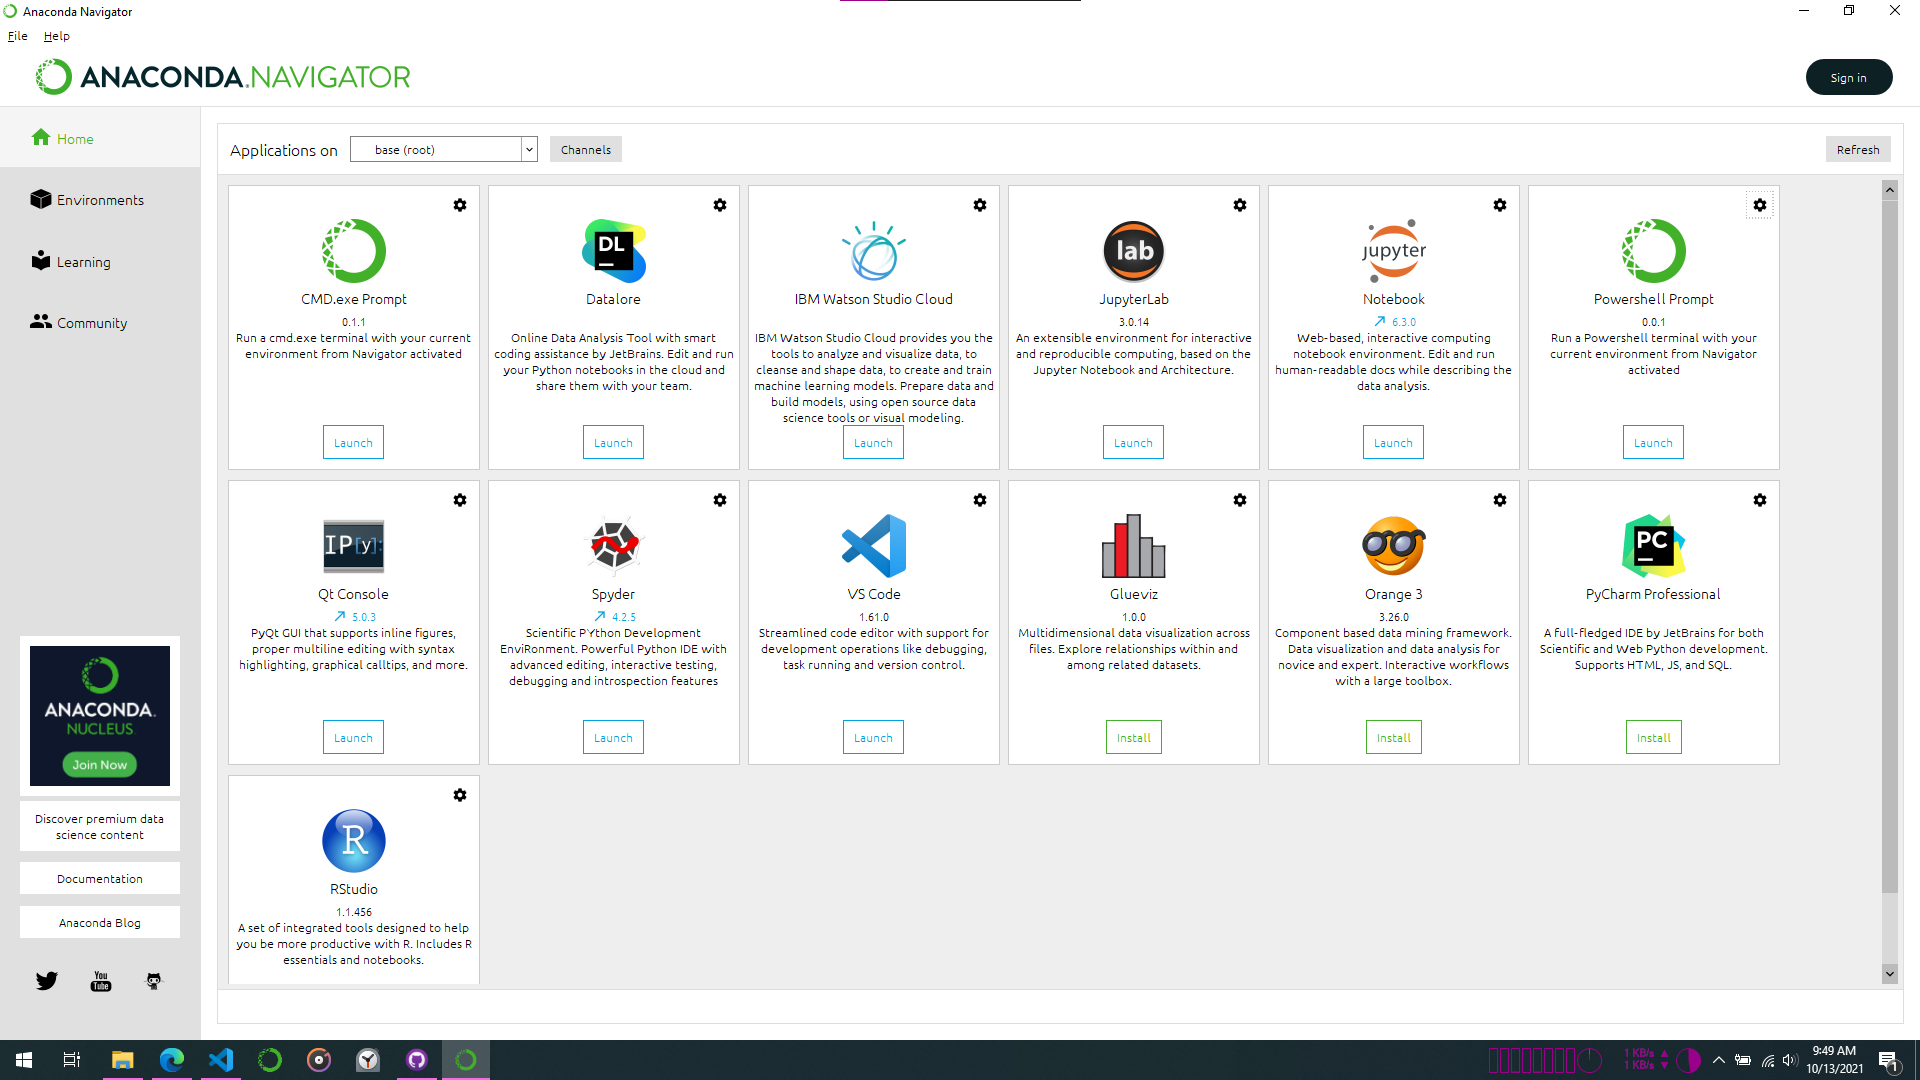 Anaconda Navigator
File Help
ANACONDA.NAVIGATOR
Sign in
Home
Environments
Learning
Community
Applications on base (root) Channels Refresh
CMD.exe Prompt
0.1.1
Run a cmd.exe terminal with your current
environment from Navigator activated
Launch
DL
Datalore
Online Data Analysis Tool with smart
coding assistance by JetBrains. Edit and run
your Python notebooks in the cloud and
share them with your team.
Launch
IBM Watson Studio Cloud
IBM Watson Studio Cloud provides you the
tools to analyze and visualize data, to
cleanse and shape data, to create and train
machine learning models. Prepare data and
build models, using open source data
science tools or visual modeling.
Launch
lab
JupyterLab
3.0.14
An extensible environment for interactive
and reproducible computing, based on the
Jupyter Notebook and Architecture.
Launch
jupyter
Notebook
6.3.0
Web-based, interactive computing
notebook environment. Edit and run
human-readable docs while describing the
data analysis.
Launch
Powershell Prompt
0.0.1
Run a Powershell terminal with your
current environment from Navigator
activated
Launch
IP[y]:
Qt Console
5.0.3
PyQt GUI that supports inline figures,
proper multiline editing with syntax
highlighting, graphical calltips, and more.
Launch
Spyder
4.2.5
Scientific PYthon Development
EnviRonment. Powerful Python IDE with
advanced editing, interactive testing,
debugging and introspection features
Launch
VS Code
1.61.0
Streamlined code editor with support for
development operations like debugging,
task running and version control.
Launch
Glueviz
1.0.0
Multidimensional data visualization across
files. Explore relationships within and
among related datasets.
Install
Orange 3
3.26.0
Component based data mining framework.
Data visualization and data analysis for
novice and expert. Interactive workflows
with a large toolbox.
Install
PC
PyCharm Professional
A full-fledged IDE by JetBrains for both
Scientific and Web Python development.
Supports HTML, JS, and SQL.
Install
R
RStudio
1.1.456
A set of integrated tools designed to help
you be more productive with R. Includes R
essentials and notebooks.
ANACONDA.
NUCLEUS
Join Now
Discover premium data
science content
Documentation
Anaconda Blog
You
Tube
1 KB/s
1 KB/s
9:49 AM
10/13/2021
1